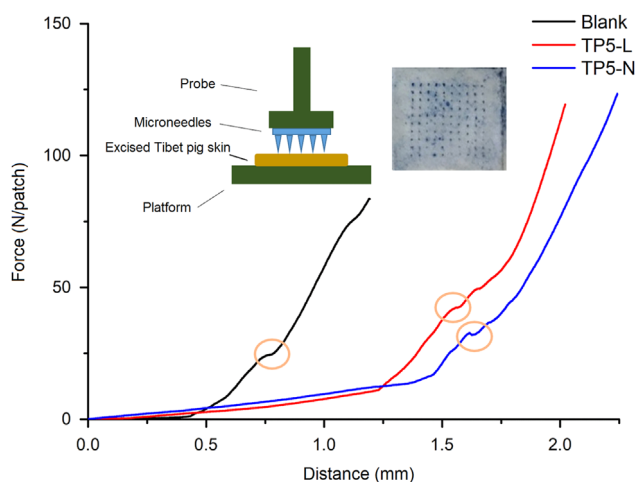 150
100
50
0
Force (N/patch)
0.0
0.5
1.0
1.5
2.0
Distance (mm)
Blank
TP5-L
TP5-N
Probe
Microneedles
Excised Tibet pig skin
Platform